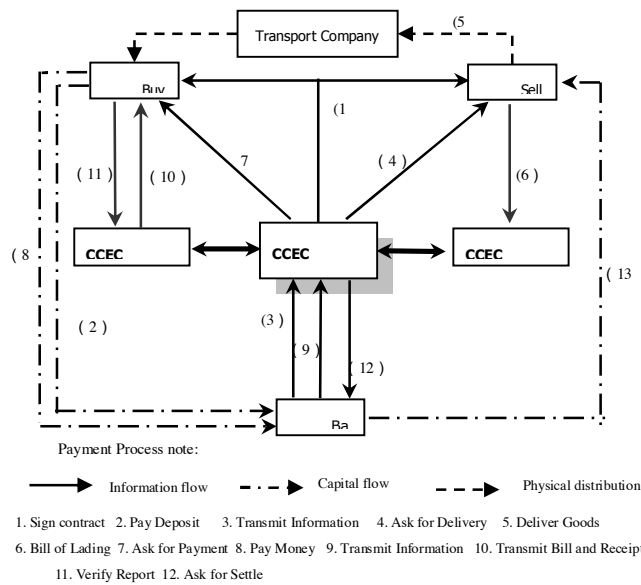 Transport Company
(5
Buy
Sell
(1
7
( 4 )
( 11 )
( 10 )
( 6 )
CCEC
CCEC
CCEC
( 8
( 13
( 2 )
(3)
( 9 )
( 12 )
Ba
Payment Process note:
Information flow
Capital flow
Physical distribution
1. Sign contract 2. Pay Deposit 3. Transmit Information 4. Ask for Delivery 5. Deliver Goods
6. Bill of Lading 7. Ask for Payment 8. Pay Money 9. Transmit Information 10. Transmit Bill and Receipt
11. Verify Report 12. Ask for Settle